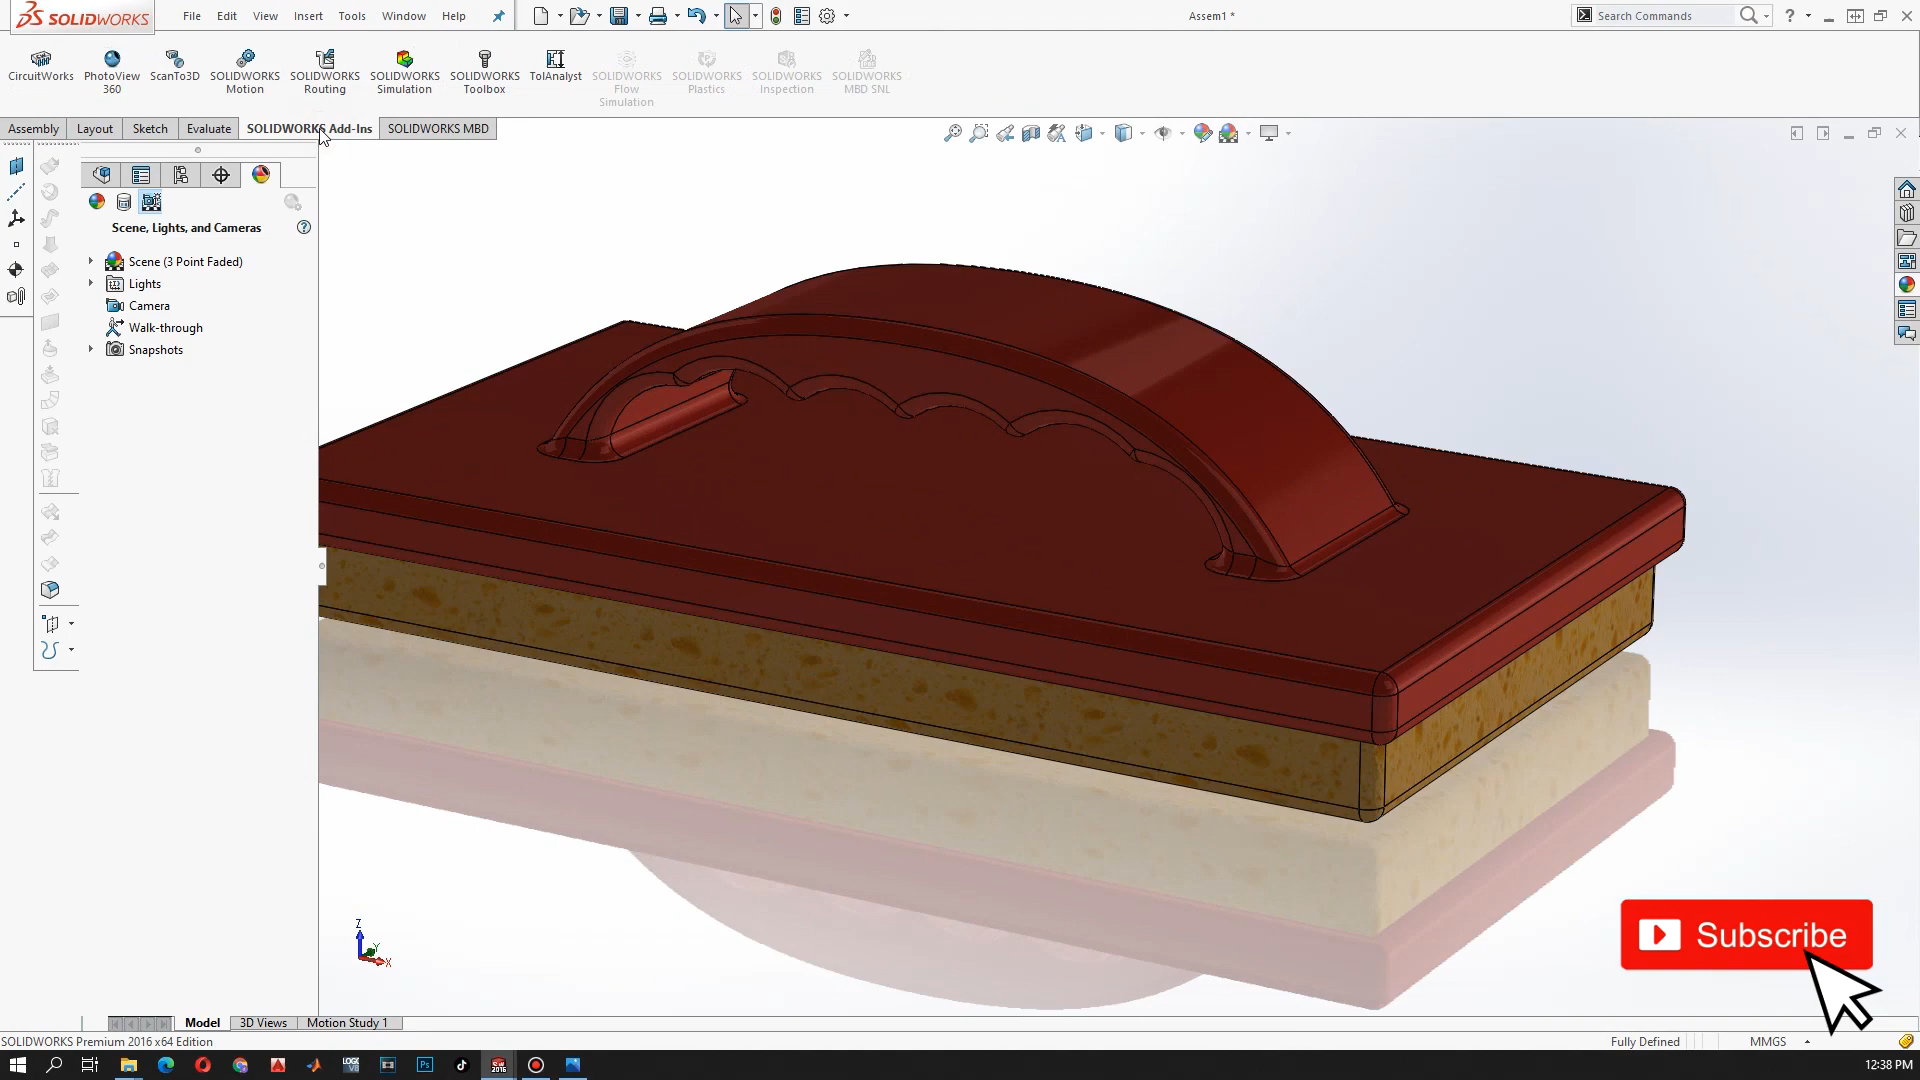 SOLIDWORKS File Edit View Insert Tools Window Help Assem1 * Search Commands ?
CircuitWorks PhotoView 360 ScanTo3D SOLIDWORKS Motion SOLIDWORKS Routing SOLIDWORKS Simulation SOLIDWORKS Toolbox TolAnalyst SOLIDWORKS Flow Simulation SOLIDWORKS Plastics SOLIDWORKS Inspection SOLIDWORKS MBD SNL
Assembly Layout Sketch Evaluate SOLIDWORKS Add-Ins SOLIDWORKS MBD
Scene, Lights, and Cameras ?
Scene (3 Point Faded)
Lights
Camera
Walk-through
Snapshots
Z
Y
X
Subscribe
Model 3D Views Motion Study 1
SOLIDWORKS Premium 2016 x64 Edition Fully Defined MMGS
12:38 PM